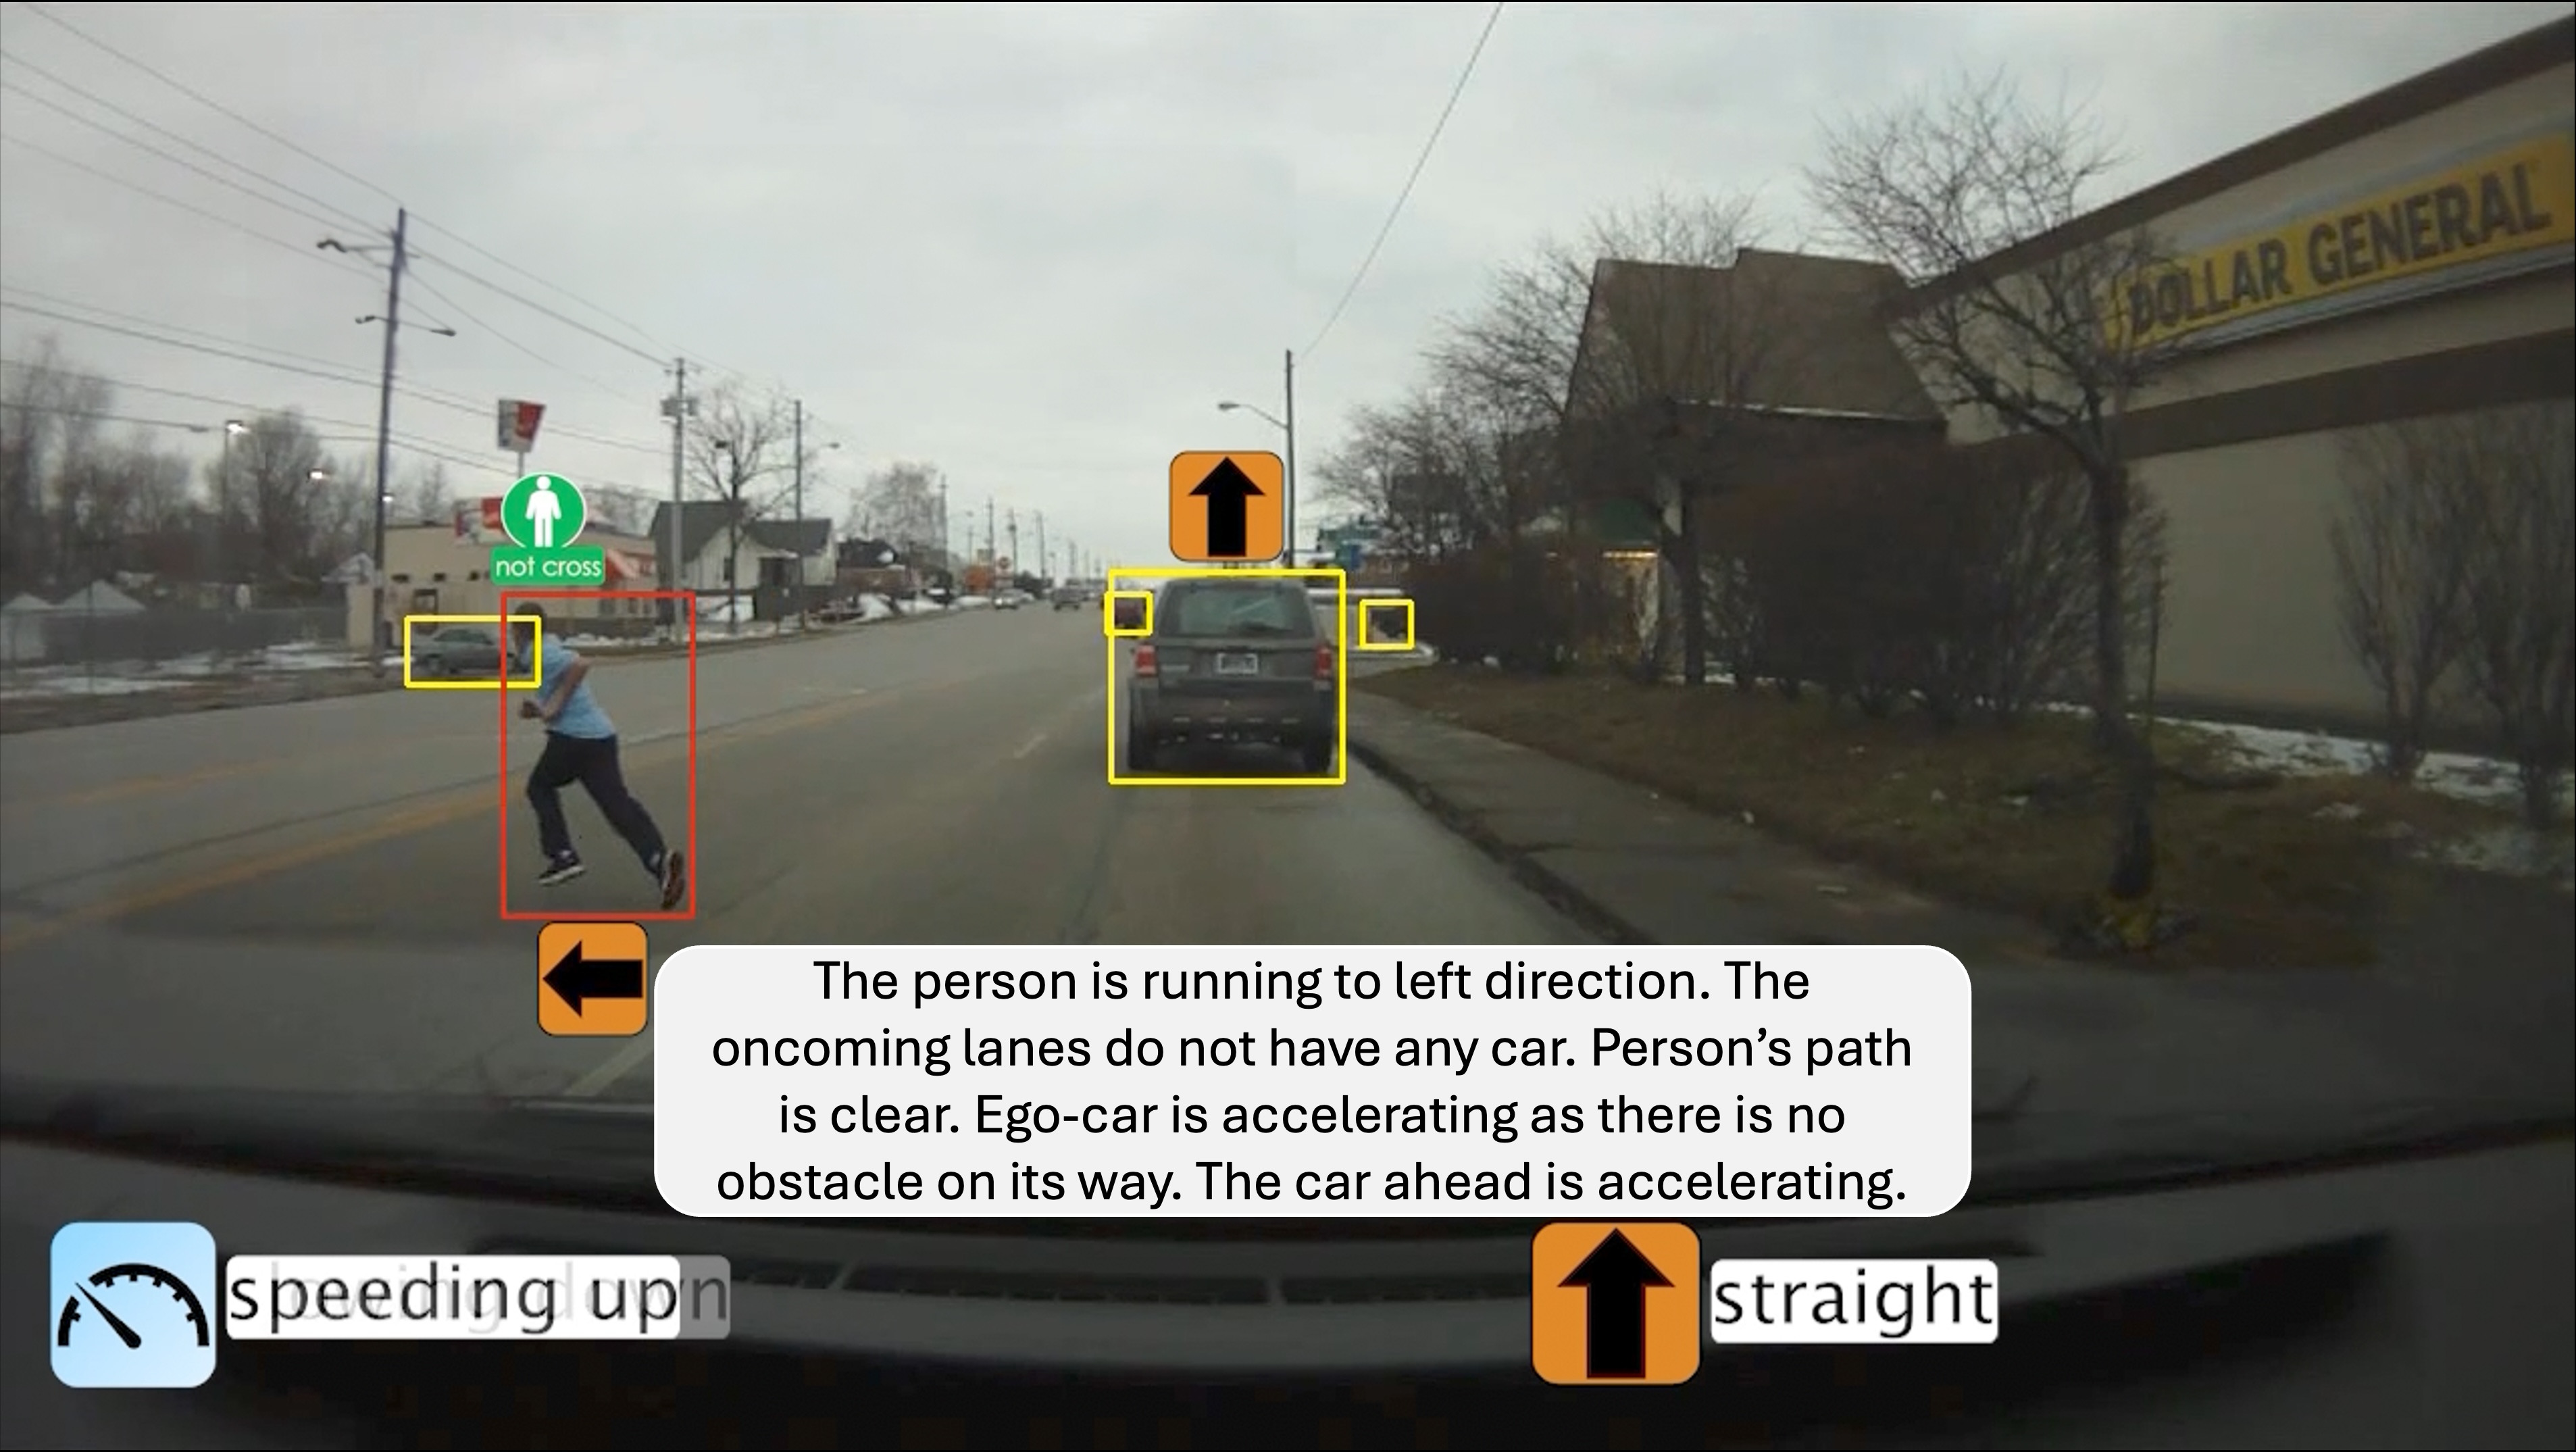 DOLLAR GENERAL
not cross
The person is running to left direction. The
oncoming lanes do not have any car. Person's path
is clear. Ego-car is accelerating as there is no
obstacle on its way. The car ahead is accelerating.
speeding up
straight